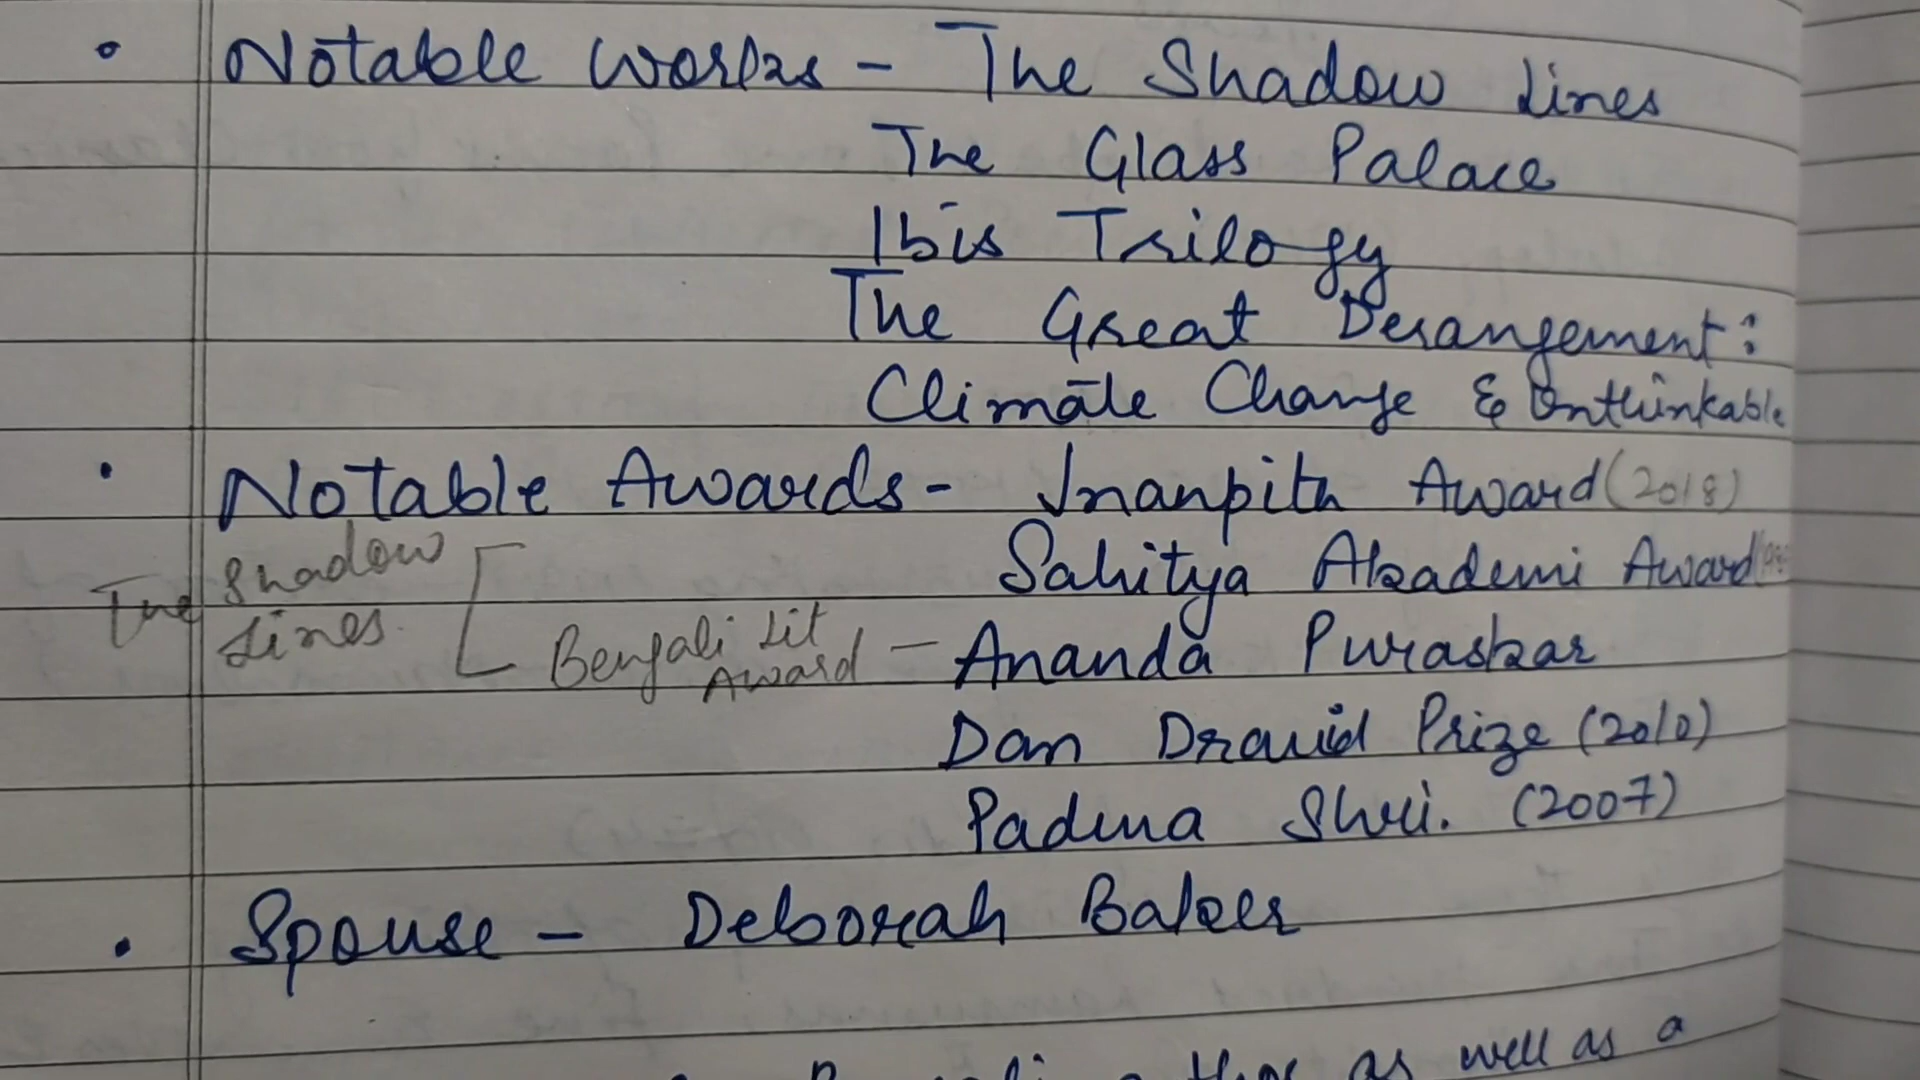 Notable Works - The Shadow Lines
The Glass Palace
Ibis Trilogy
The Great Derangement:
Climate Change & Unthinkable
Notable Awards - Jnanpith Award (2018)
Sahitya Akademi Award
The Shadow Lines
Bengali Lit Award - Ananda Puraskar
Dan David Prize (2010)
Padma Shri. (2007)
Spouse - Deborah Baker
as well as a